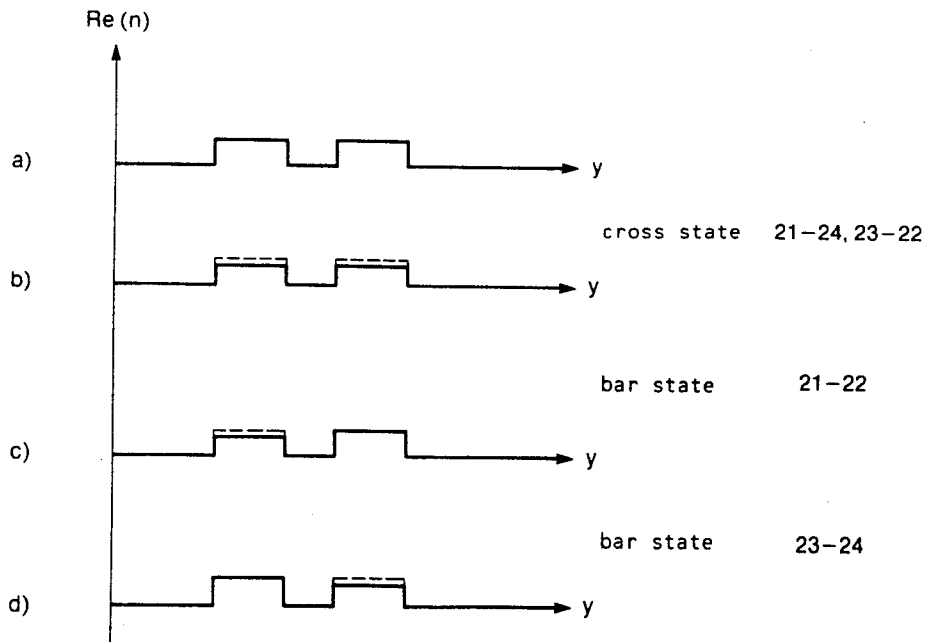 Re (n)
a)
y
cross state 21–24, 23–22
b)
y
bar state 21–22
c)
y
bar state 23–24
d)
y